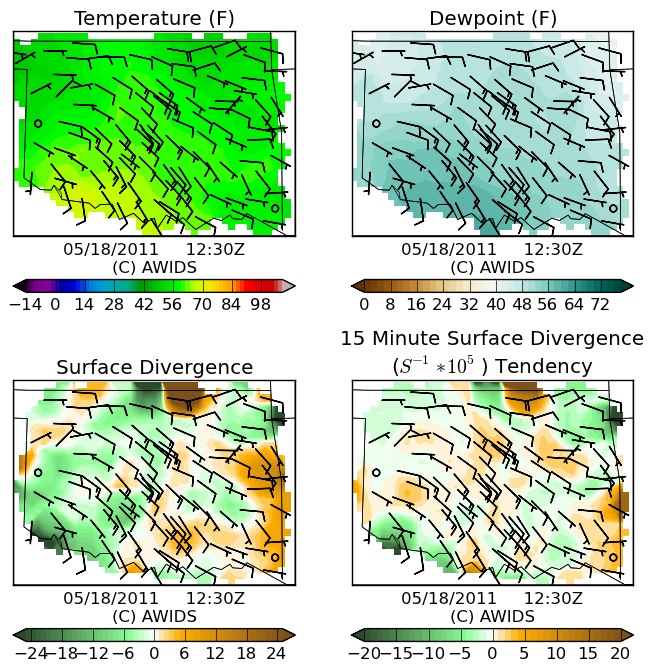 Temperature (F)
Dewpoint (F)
05/18/2011 12:30Z
(C) AWIDS
05/18/2011 12:30Z
(C) AWIDS
−14 0 14 28 42 56 70 84 98
0 8 16 24 32 40 48 56 64 72
Surface Divergence
15 Minute Surface Divergence
(S⁻¹ *10⁵ ) Tendency
05/18/2011 12:30Z
(C) AWIDS
05/18/2011 12:30Z
(C) AWIDS
−24 −18 −12 −6 0 6 12 18 24
−20 −15 −10 −5 0 5 10 15 20